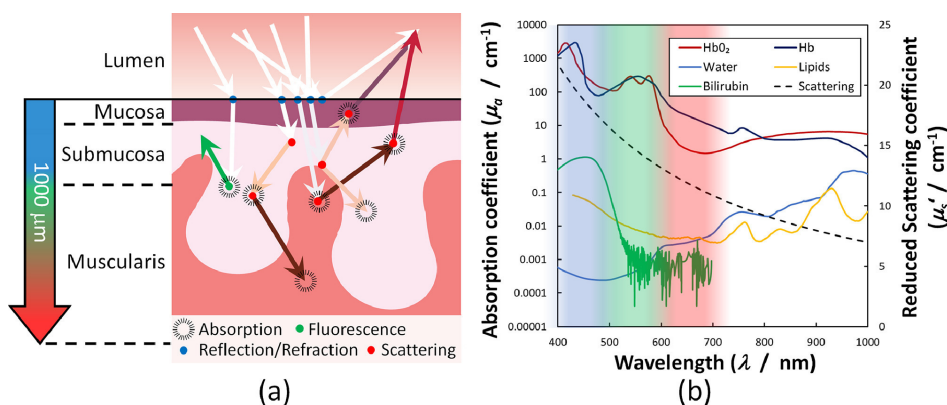 Lumen
Mucosa
Submucosa
Muscularis
1000 μm
Absorption
Fluorescence
Reflection/Refraction
Scattering
(a)
Absorption coefficient (μa / cm⁻¹)
10000
1000
100
10
1
0.1
0.01
0.001
0.0001
0.00001
HbO₂
Hb
Water
Lipids
Bilirubin
Scattering
25
20
15
10
5
0
Reduced Scattering coefficient
(μs′ / cm⁻¹)
400 500 600 700 800 900 1000
Wavelength (λ / nm)
(b)